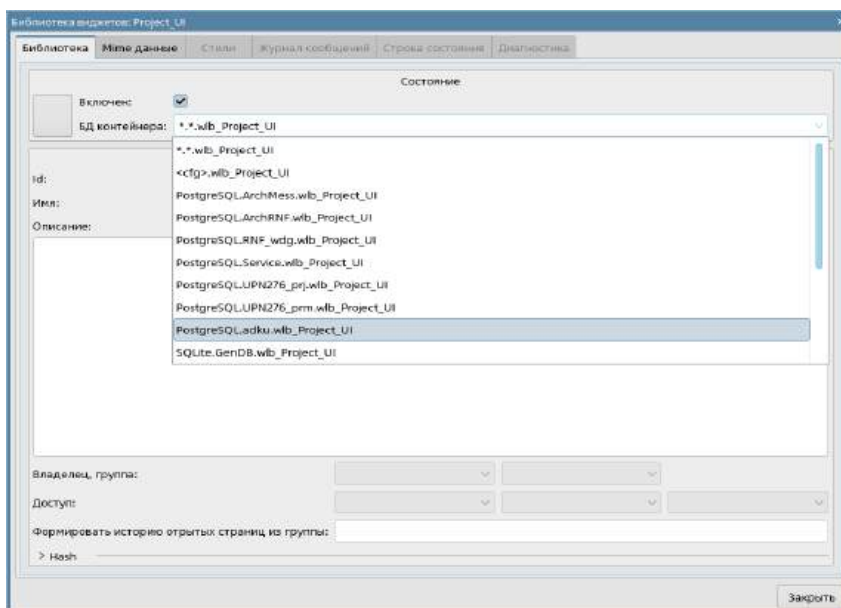 Библиотека виджетов: Project_UI
Библиотека Mime данные Стили Журнал сообщений Строка состояния Диагностика
Состояние
Включен:
БД контейнера: *.*.wlb_Project_UI
*.*.wlb_Project_UI
<cfg>.wlb_Project_UI
PostgreSQL.ArchMess.wlb_Project_UI
Id:
PostgreSQL.ArchRNF.wlb_Project_UI
Имя:
Описание:
PostgreSQL.RNF_wdg.wlb_Project_UI
PostgreSQL.Service.wlb_Project_UI
PostgreSQL.UPN276_prj.wlb_Project_UI
PostgreSQL.UPN276_prm.wlb_Project_UI
PostgreSQL.adku.wlb_Project_UI
SQLite.GenDB.wlb_Project_UI
Владелец, группа:
Доступ:
Формировать историю отрытых страниц из группы:
> Hash
Закрыть